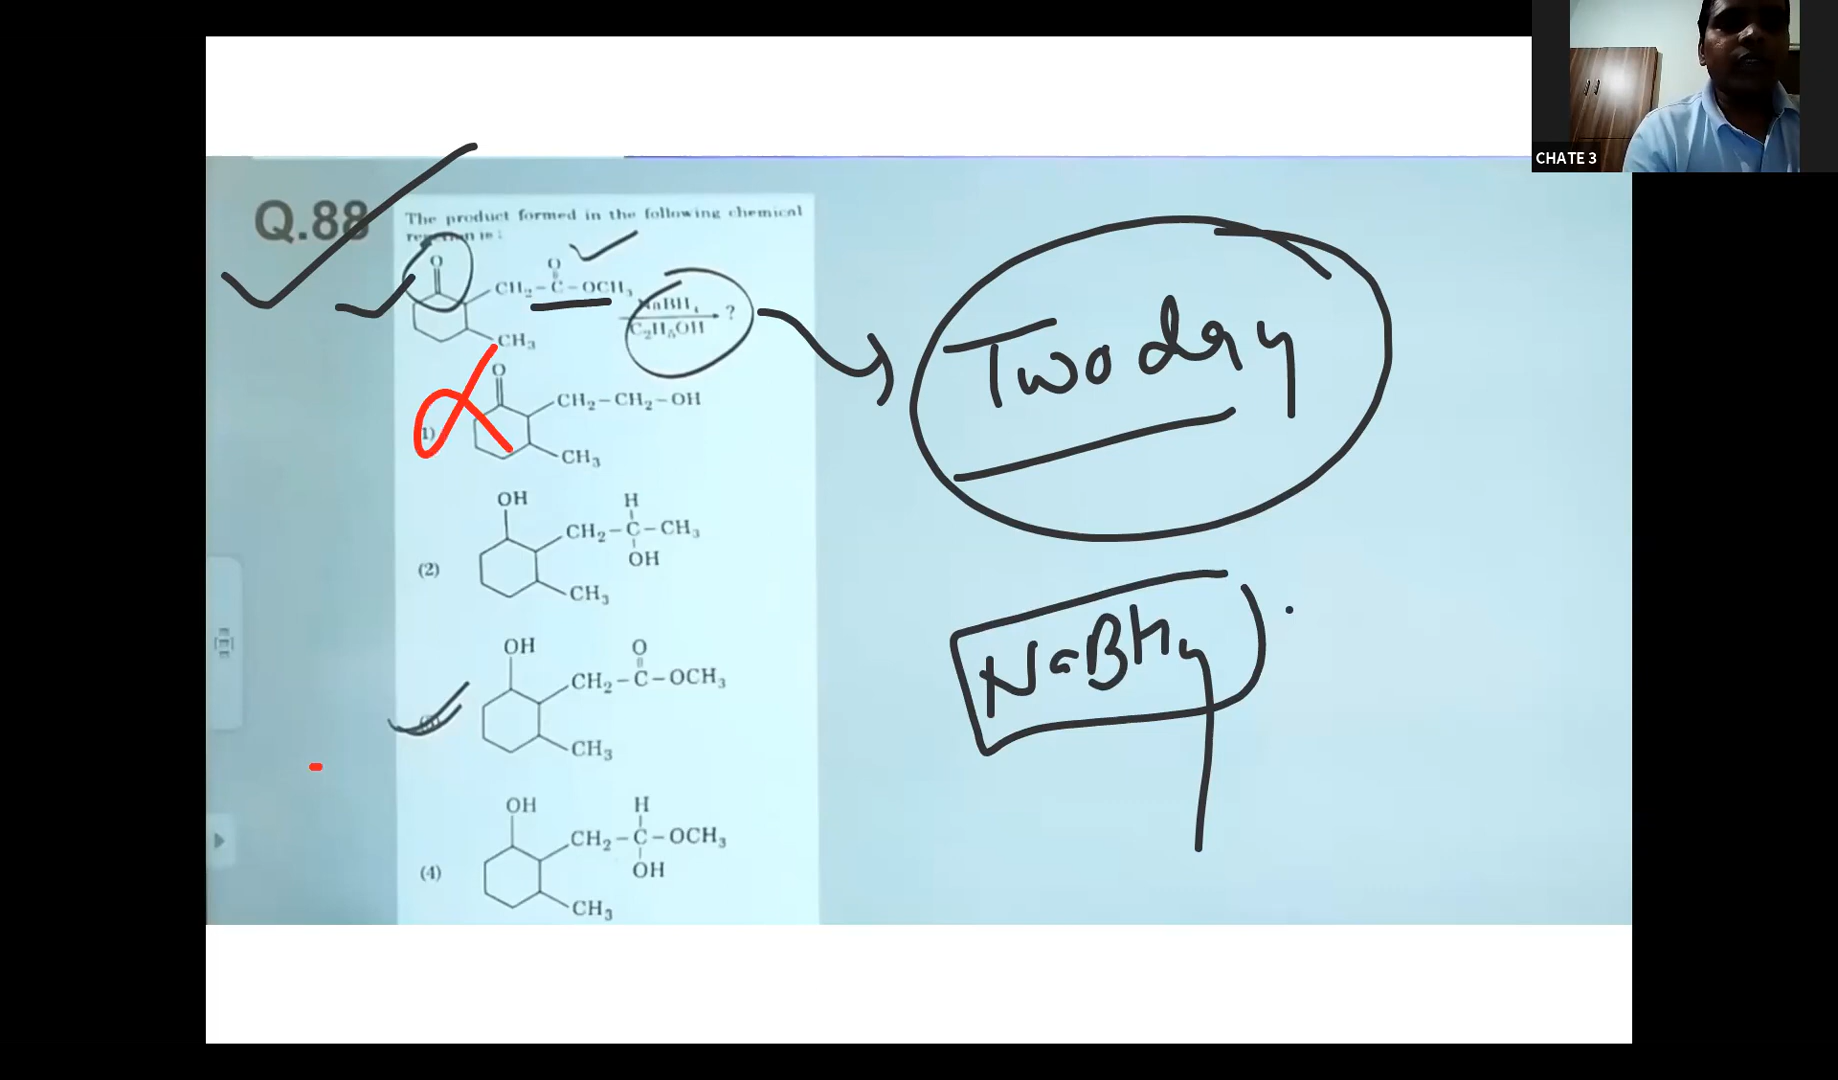 CHATE 3
Q.88
The product formed in the following chemical
reaction is :
O
O
CH₂-C-OCH₃
NaBH₄
C₂H₅OH
?
CH₃
O
CH₂-CH₂-OH
(1)
CH₃
OH
H
CH₂-C-CH₃
OH
(2)
CH₃
OH
O
CH₂-C-OCH₃
CH₃
OH
H
CH₂-C-OCH₃
OH
(4)
CH₃
Two day
NaBH4